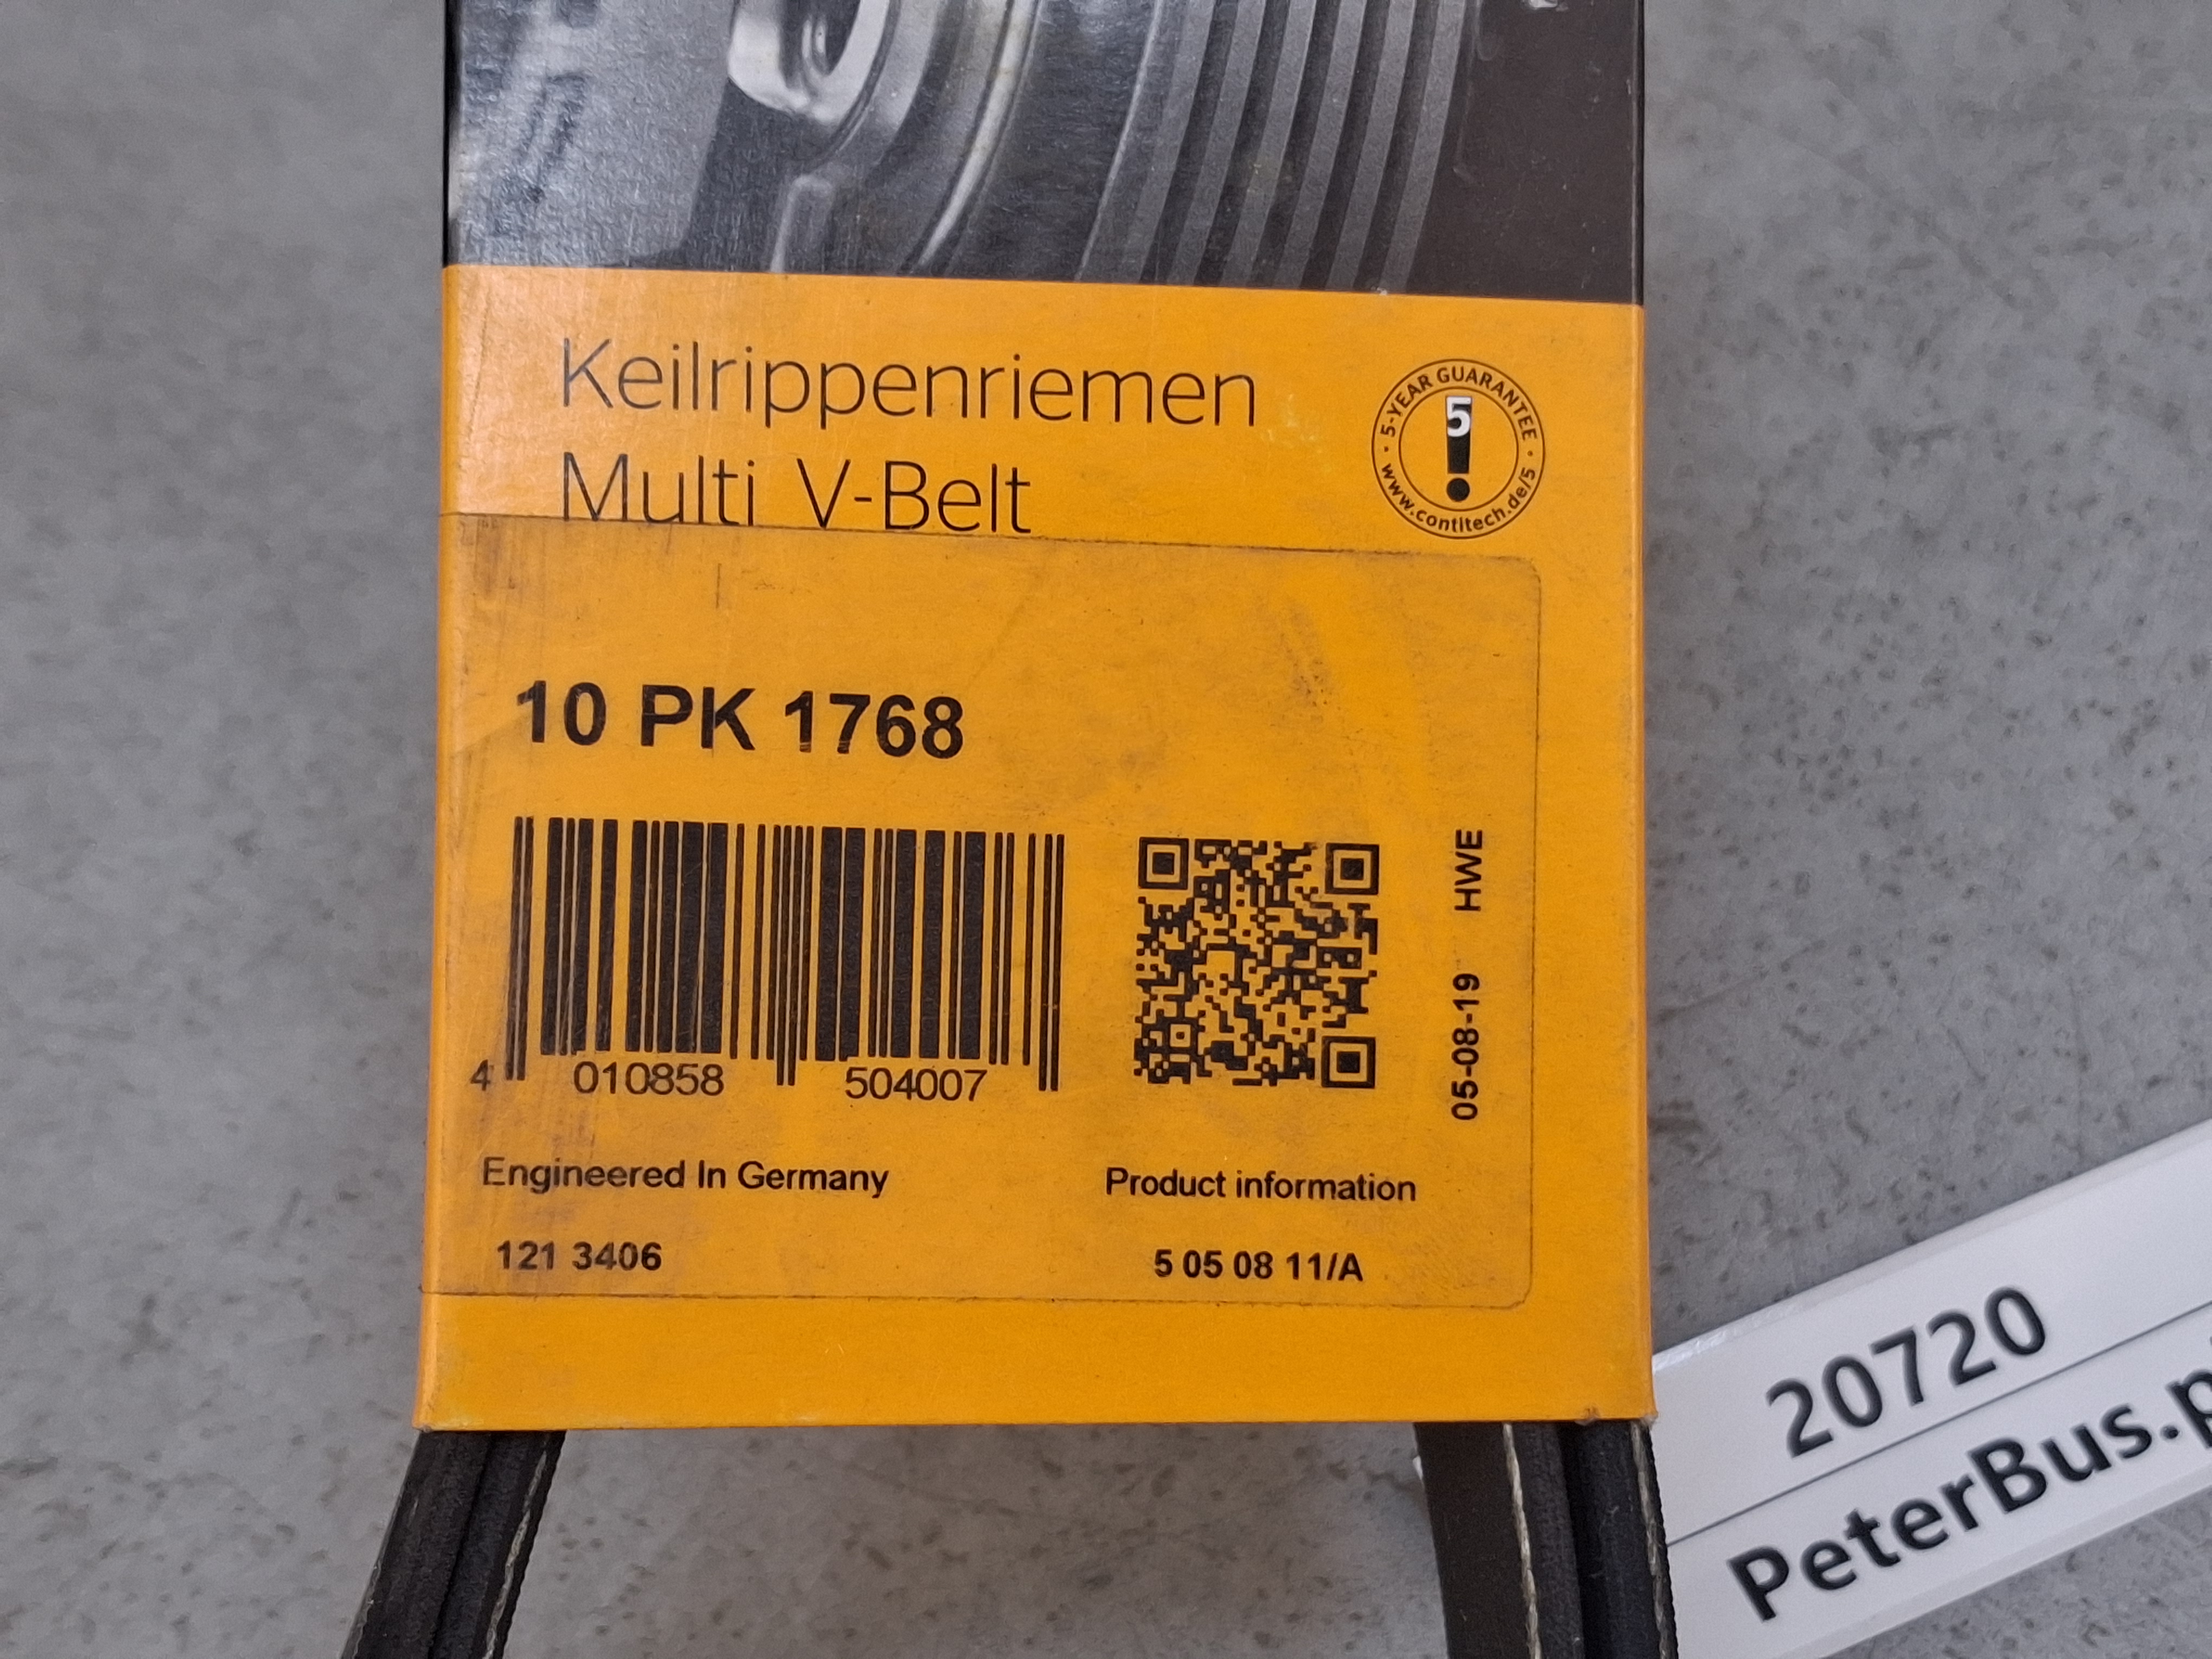 Keilrippenriemen
Multi V-Belt
5-YEAR GUARANTEE
5
www.contitech.de/5
10 PK 1768
4 010858 504007
HWE
05-08-19
Engineered In Germany
Product information
121 3406
5 05 08 11/A
20720
PeterBus.p